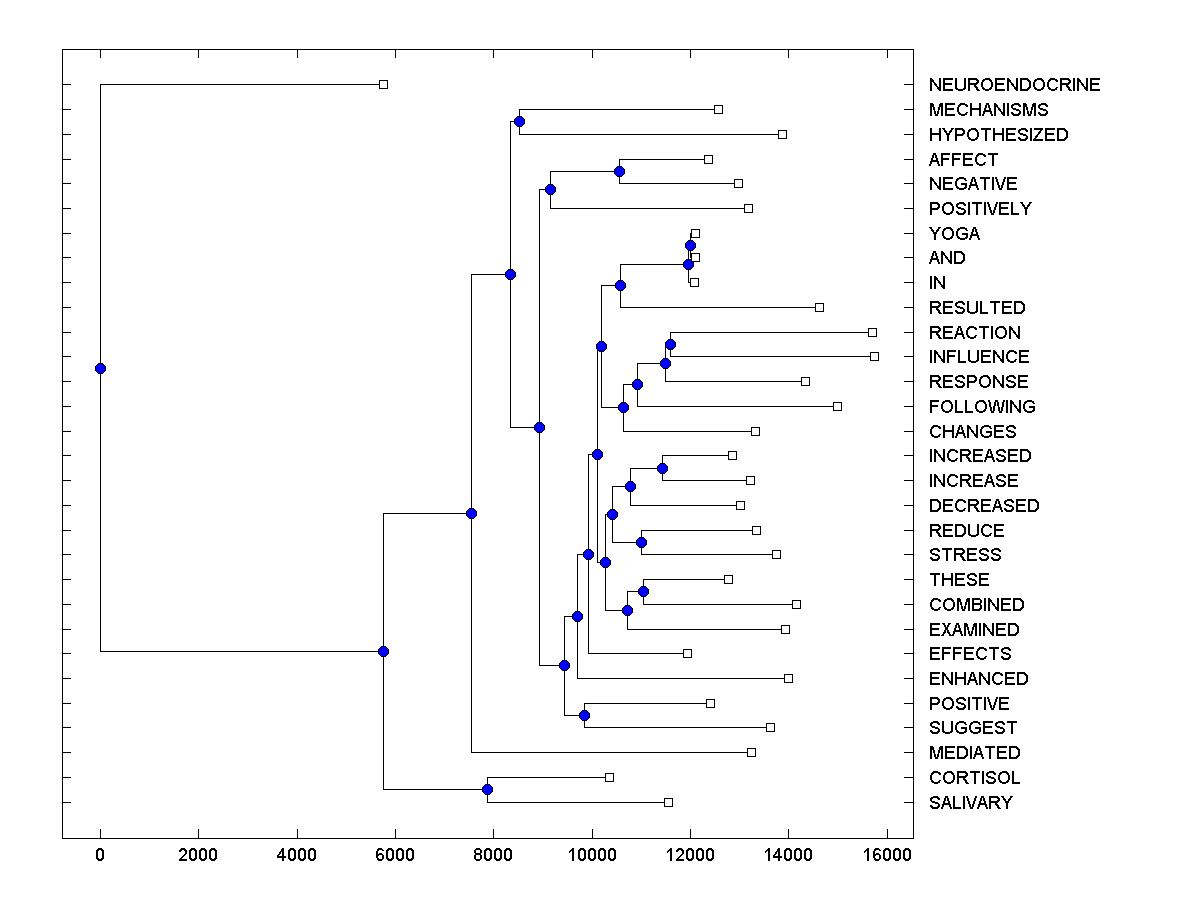 NEUROENDOCRINE
MECHANISMS
HYPOTHESIZED
AFFECT
NEGATIVE
POSITIVELY
YOGA
AND
IN
RESULTED
REACTION
INFLUENCE
RESPONSE
FOLLOWING
CHANGES
INCREASED
INCREASE
DECREASED
REDUCE
STRESS
THESE
COMBINED
EXAMINED
EFFECTS
ENHANCED
POSITIVE
SUGGEST
MEDIATED
CORTISOL
SALIVARY
0 2000 4000 6000 8000 10000 12000 14000 16000